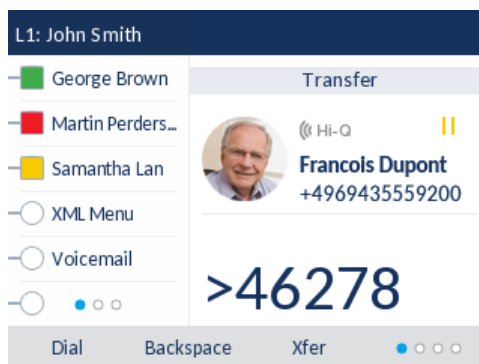 L1: John Smith
George Brown
Martin Perders...
Samantha Lan
XML Menu
Voicemail
Transfer
Hi-Q
Francois Dupont
+4969435559200
>46278
Dial Backspace Xfer